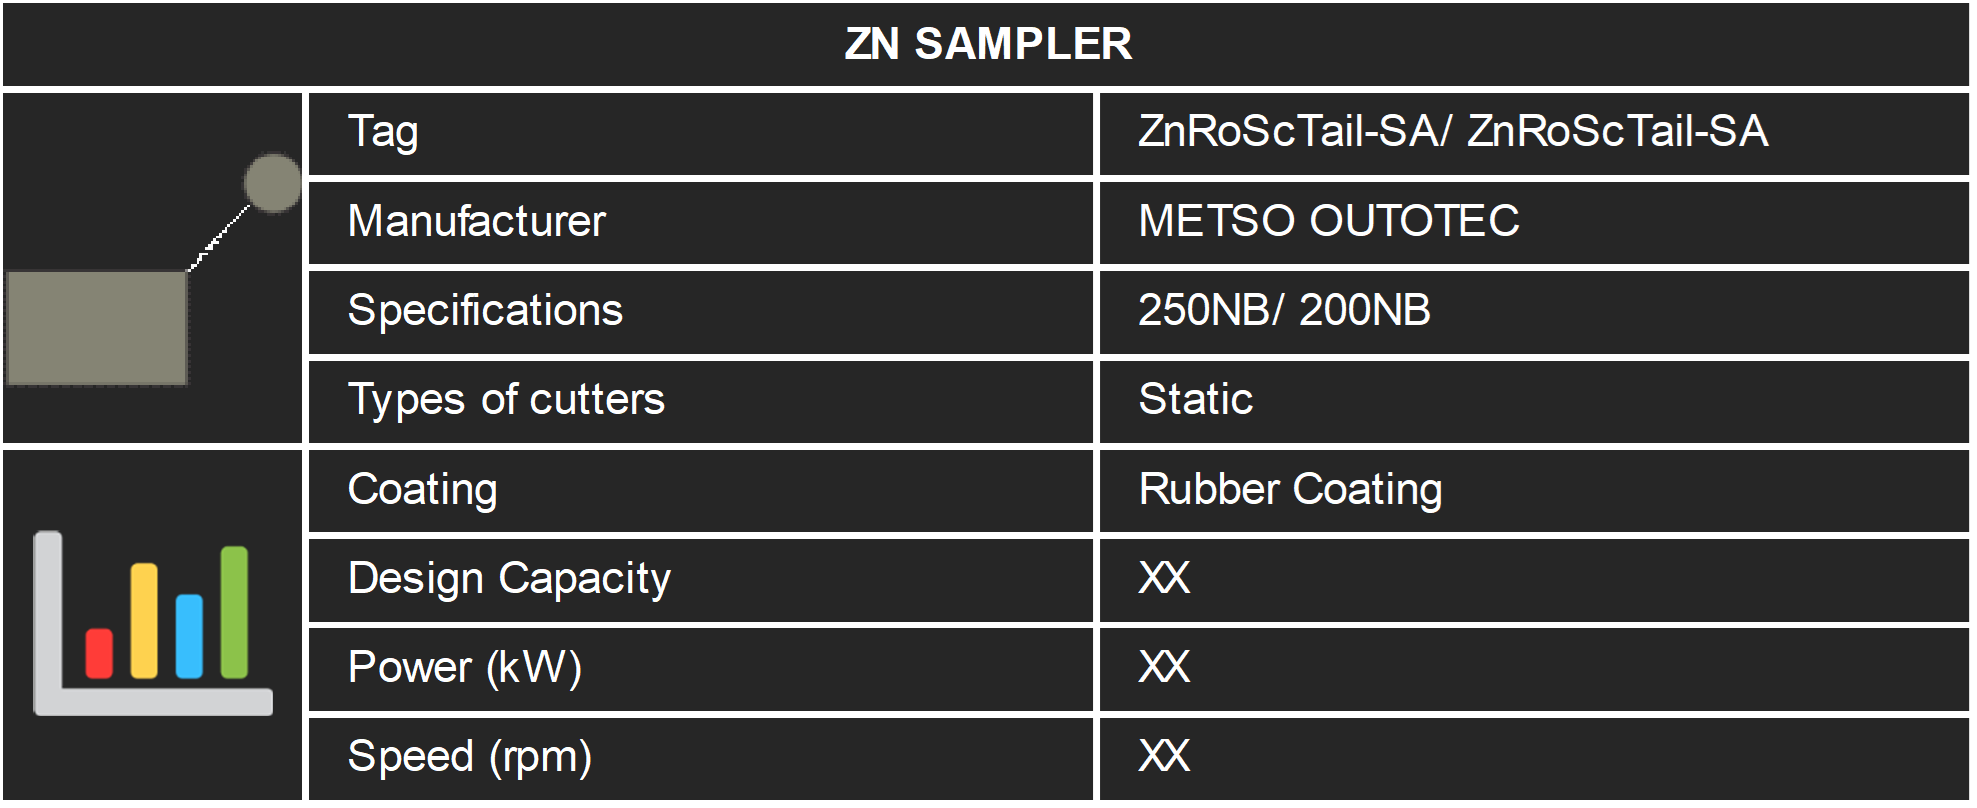 ZN SAMPLER
Tag ZnRoScTail-SA/ ZnRoScTail-SA
Manufacturer METSO OUTOTEC
Specifications 250NB/ 200NB
Types of cutters Static
Coating Rubber Coating
Design Capacity XX
Power (kW) XX
Speed (rpm) XX